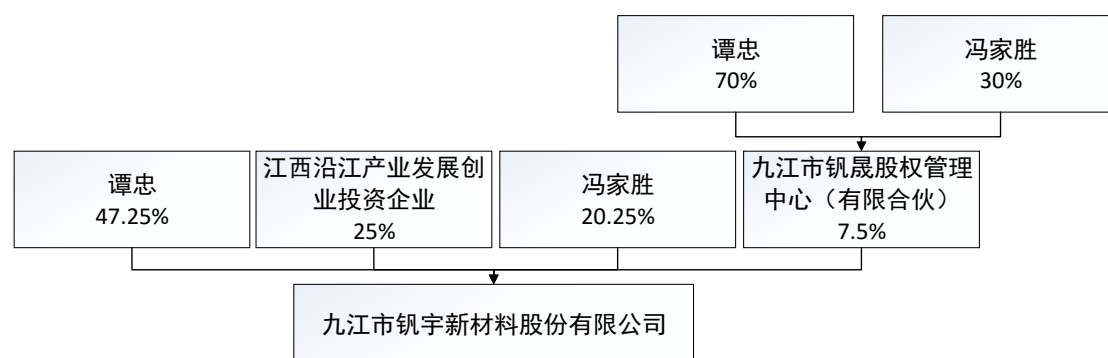 谭忠
70%
冯家胜
30%
谭忠
47.25%
江西沿江产业发展创
业投资企业
25%
冯家胜
20.25%
九江市钒晟股权管理
中心（有限合伙）
7.5%
九江市钒宇新材料股份有限公司